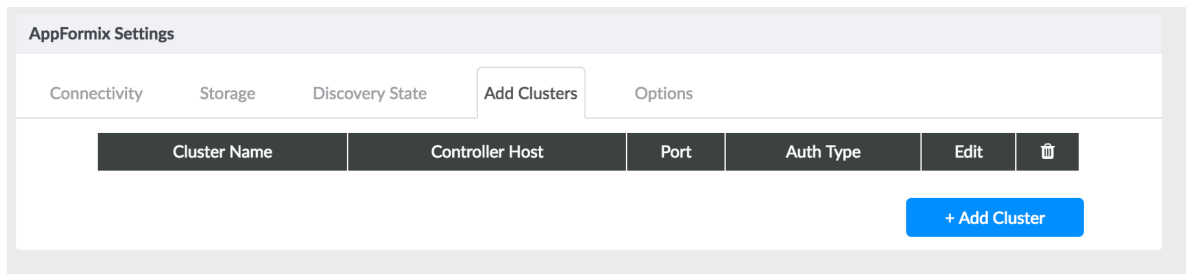 AppFormix Settings
Connectivity Storage Discovery State Add Clusters Options
Cluster Name Controller Host Port Auth Type Edit
+ Add Cluster